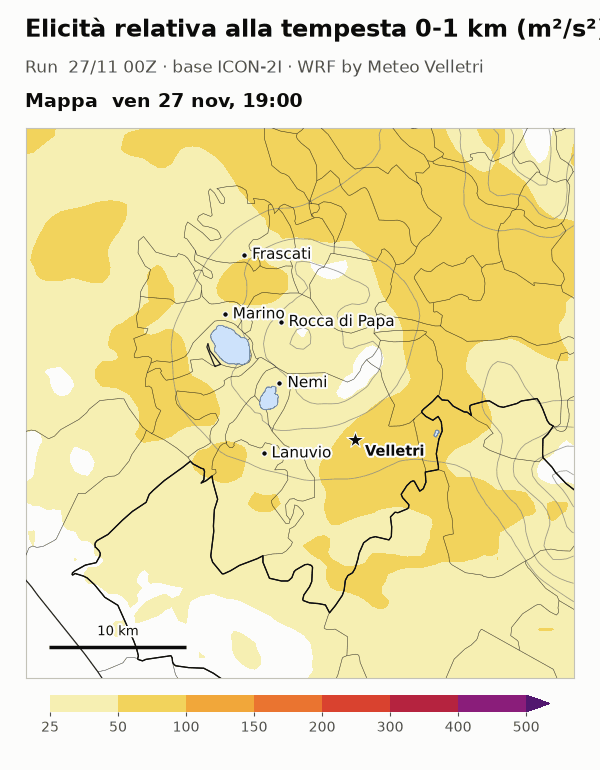 Elicità relativa alla tempesta 0-1 km (m²/s²)
Run  27/11 00Z · base ICON-2I · WRF by Meteo Velletri
Mappa  ven 27 nov, 19:00
Frascati
Marino
Rocca di Papa
Nemi
Lanuvio
Velletri
10 km
25 50 100 150 200 300 400 500